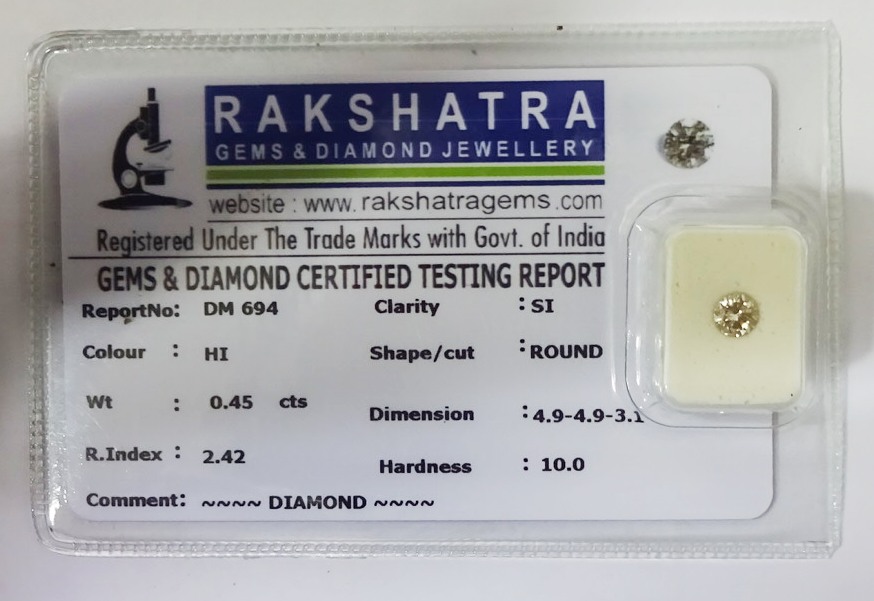 RAKSHATRA
GEMS & DIAMOND JEWELLERY
website : www.rakshatragems.com
Registered Under The Trade Marks with Govt. of India
GEMS & DIAMOND CERTIFIED TESTING REPORT
ReportNo: DM 694 Clarity : SI
Colour : HI Shape/cut : ROUND
Wt : 0.45 cts Dimension : 4.9-4.9-3.1
R.Index : 2.42 Hardness : 10.0
Comment: ~~~~ DIAMOND ~~~~